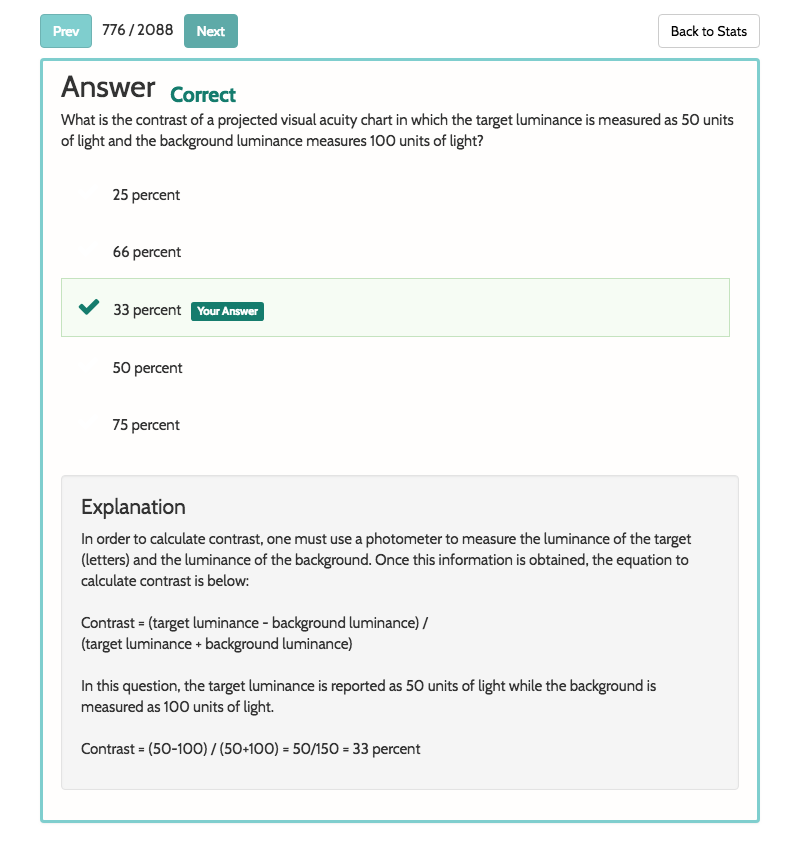 Prev 776 / 2088 Next Back to Stats
Answer Correct
What is the contrast of a projected visual acuity chart in which the target luminance is measured as 50 units
of light and the background luminance measures 100 units of light?
25 percent
66 percent
33 percent Your Answer
50 percent
75 percent
Explanation
In order to calculate contrast, one must use a photometer to measure the luminance of the target
(letters) and the luminance of the background. Once this information is obtained, the equation to
calculate contrast is below:
Contrast = (target luminance - background luminance) /
(target luminance + background luminance)
In this question, the target luminance is reported as 50 units of light while the background is
measured as 100 units of light.
Contrast = (50-100) / (50+100) = 50/150 = 33 percent